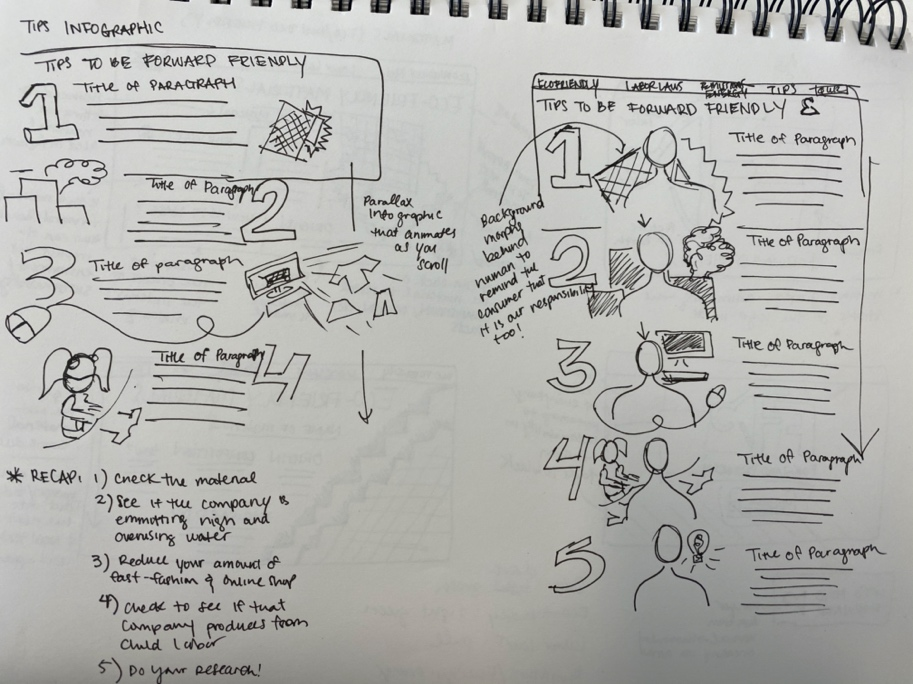 TIPS INFOGRAPHIC
TIPS TO BE FORWARD FRIENDLY
1
Title of PARAGRAPH
Title of Paragraph
2
3
Title of paragraph
Title of Paragraph
4
Parallax
Infographic
that animates
as you
scroll
* RECAP: 1) Check the material
2) See if the company is
emmitting high and
overusing water
3) Reduce your amount of
fast-fashion & online shop
4) Check to see if that
company produces from
child labor
5) Do your research!
ECOFRIENDLY LABOR LAWS ENERGY TIPS
TIPS TO BE FORWARD FRIENDLY
1
Title of Paragraph
Background
morphs
behind
human to
remind the
consumer that
it is our responsibility
too!
2
Title of Paragraph
3
Title of Paragraph
4
Title of Paragraph
5
Title of Paragraph